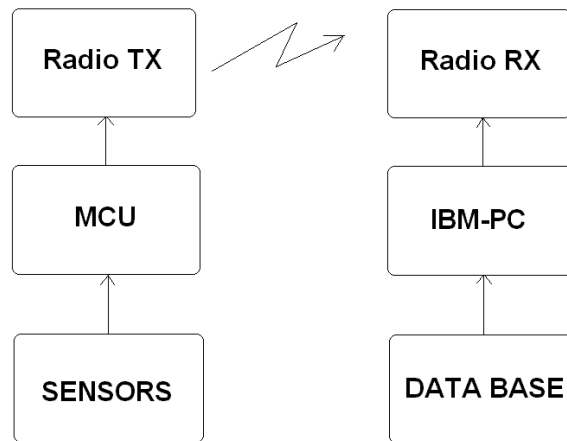 Radio TX
Radio RX
MCU
IBM-PC
SENSORS
DATA BASE